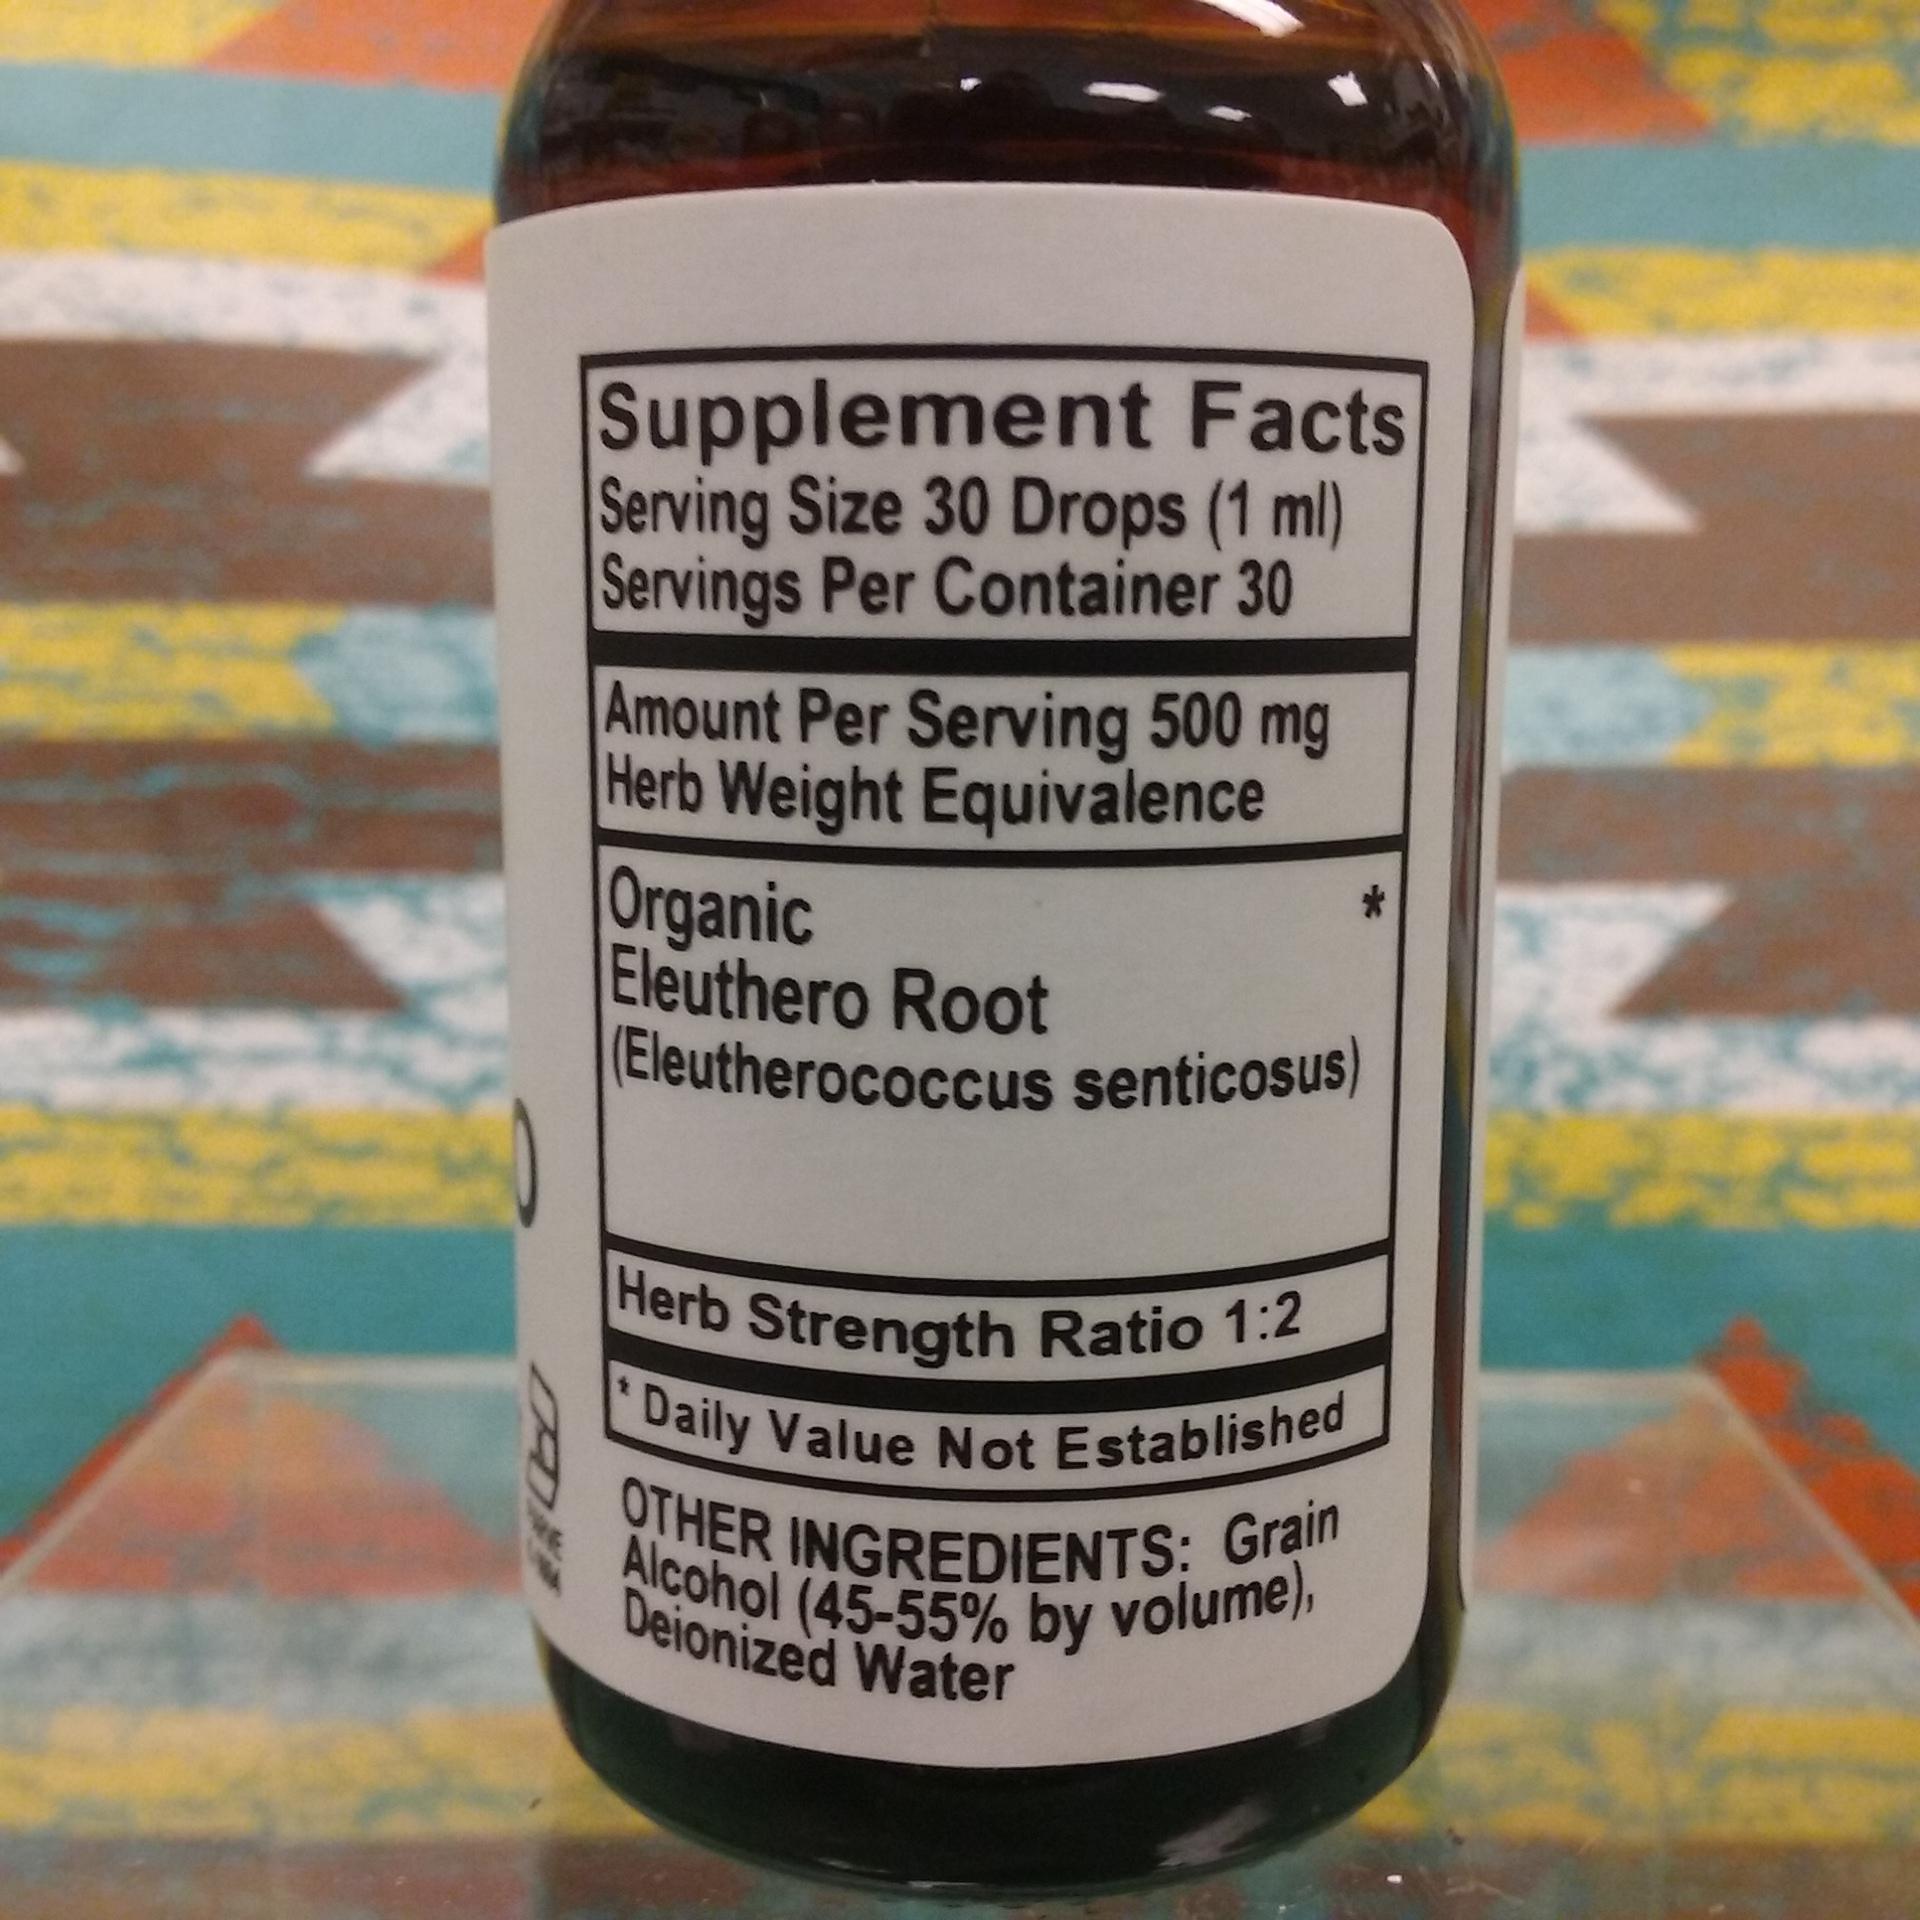 Supplement Facts
Serving Size 30 Drops (1 ml)
Servings Per Container 30
Amount Per Serving 500 mg
Herb Weight Equivalence
Organic *
Eleuthero Root
(Eleutherococcus senticosus)
Herb Strength Ratio 1:2
* Daily Value Not Established
OTHER INGREDIENTS: Grain
Alcohol (45-55% by volume),
Deionized Water